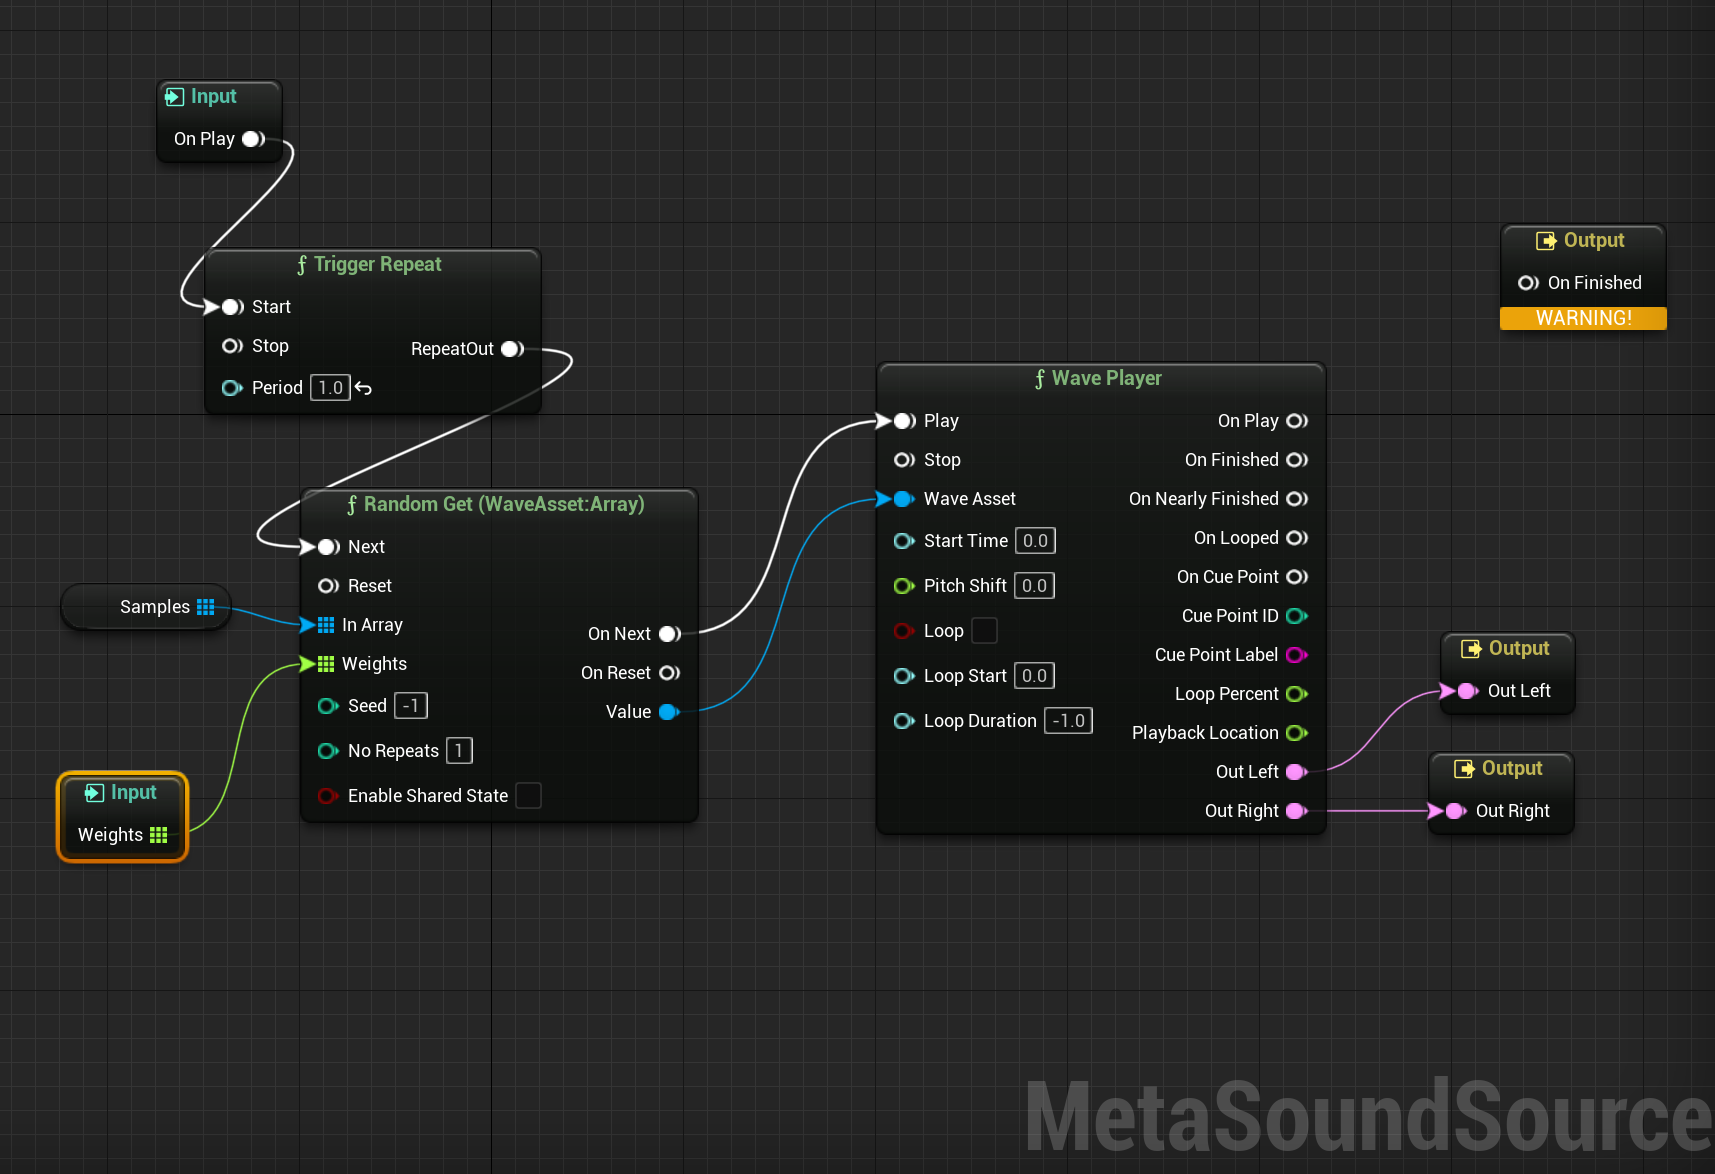 Input
On Play
Trigger Repeat
Start
Stop
RepeatOut
Period 1.0
Output
On Finished
WARNING!
Random Get (WaveAsset:Array)
Next
Reset
In Array
Weights
Seed -1
No Repeats 1
Enable Shared State
On Next
On Reset
Value
Samples
Input
Weights
Wave Player
Play
Stop
Wave Asset
Start Time 0.0
Pitch Shift 0.0
Loop
Loop Start 0.0
Loop Duration -1.0
On Play
On Finished
On Nearly Finished
On Looped
On Cue Point
Cue Point ID
Cue Point Label
Loop Percent
Playback Location
Out Left
Out Right
Output
Out Left
Output
Out Right
MetaSoundSource